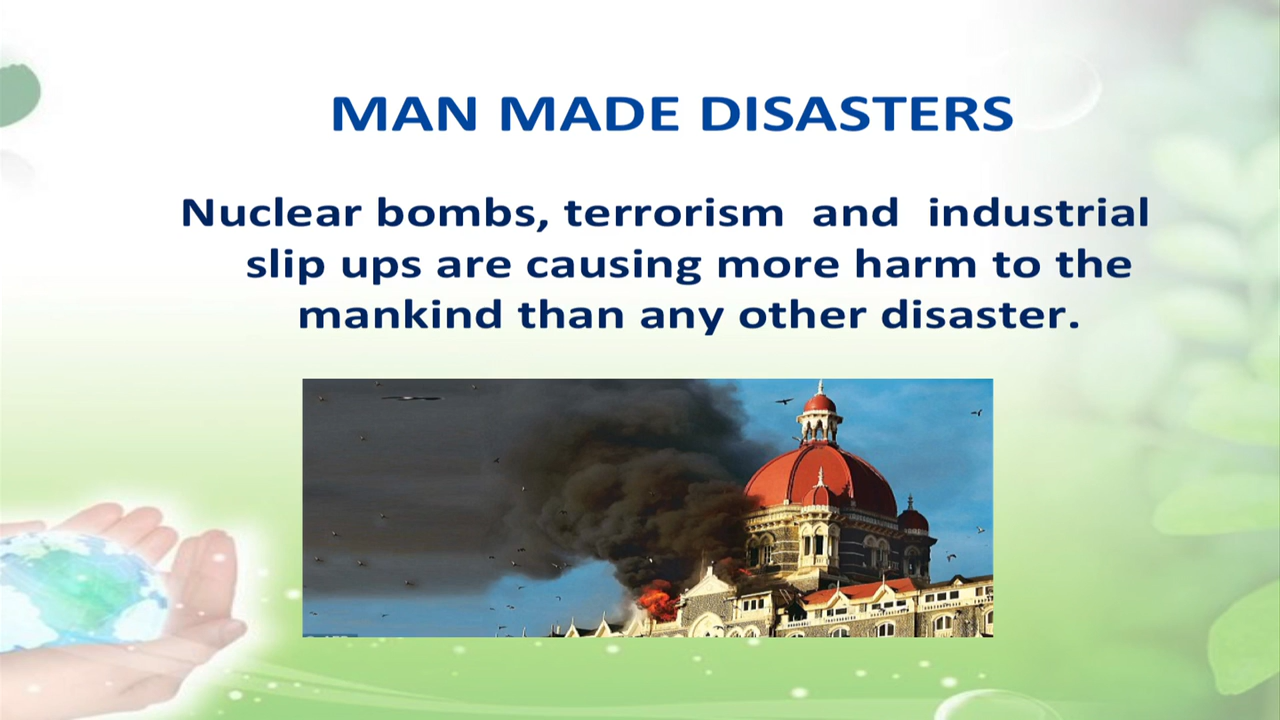 MAN MADE DISASTERS
Nuclear bombs, terrorism and industrial
slip ups are causing more harm to the
mankind than any other disaster.